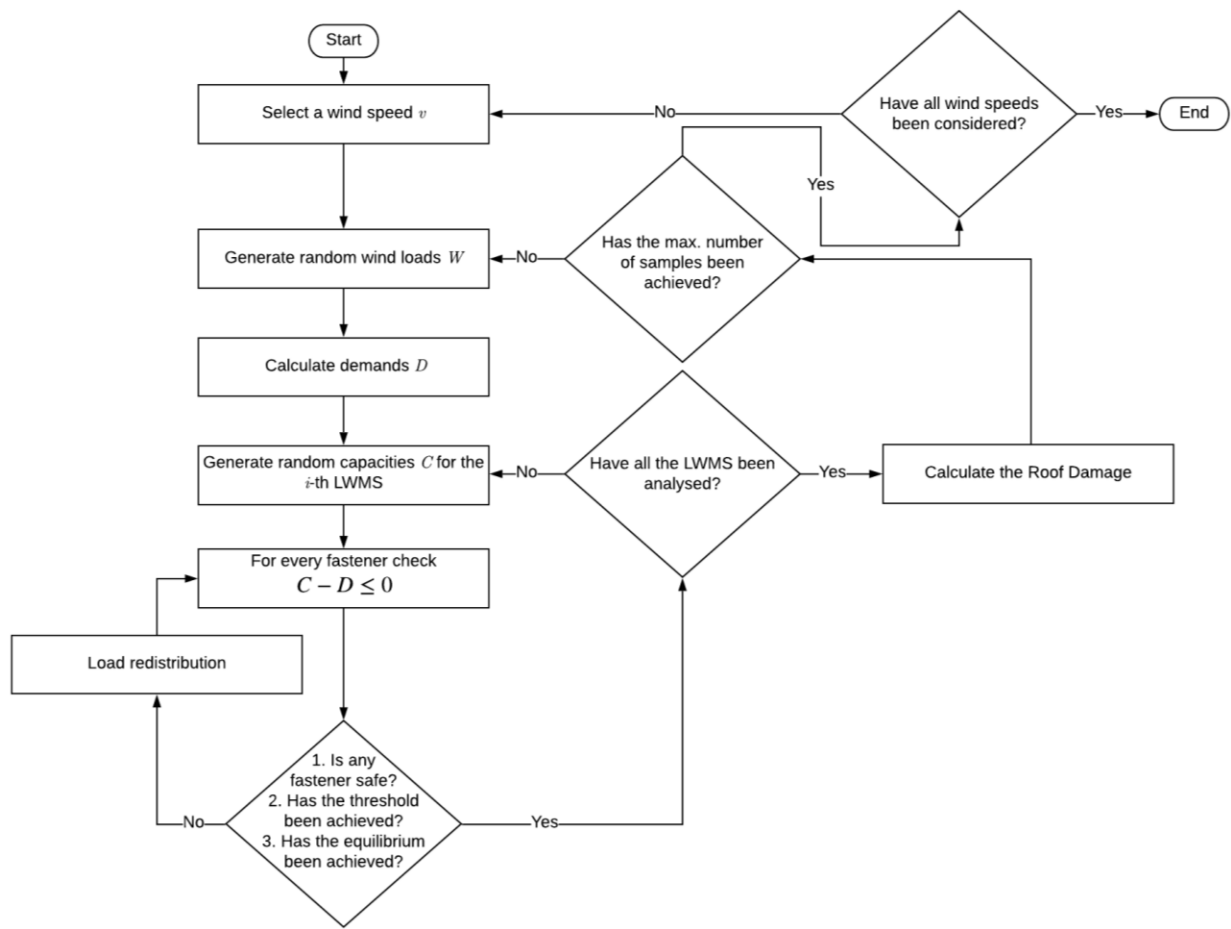 Start
Select a wind speed v
No
Have all wind speeds
been considered?
Yes
End
Yes
Generate random wind loads W
No
Has the max. number
of samples been
achieved?
Calculate demands D
Generate random capacities C for the
i-th LWMS
No
Have all the LWMS been
analysed?
Yes
Calculate the Roof Damage
For every fastener check
C − D ≤ 0
Load redistribution
1. Is any
fastener safe?
2. Has the threshold
been achieved?
3. Has the equilibrium
been achieved?
No
Yes